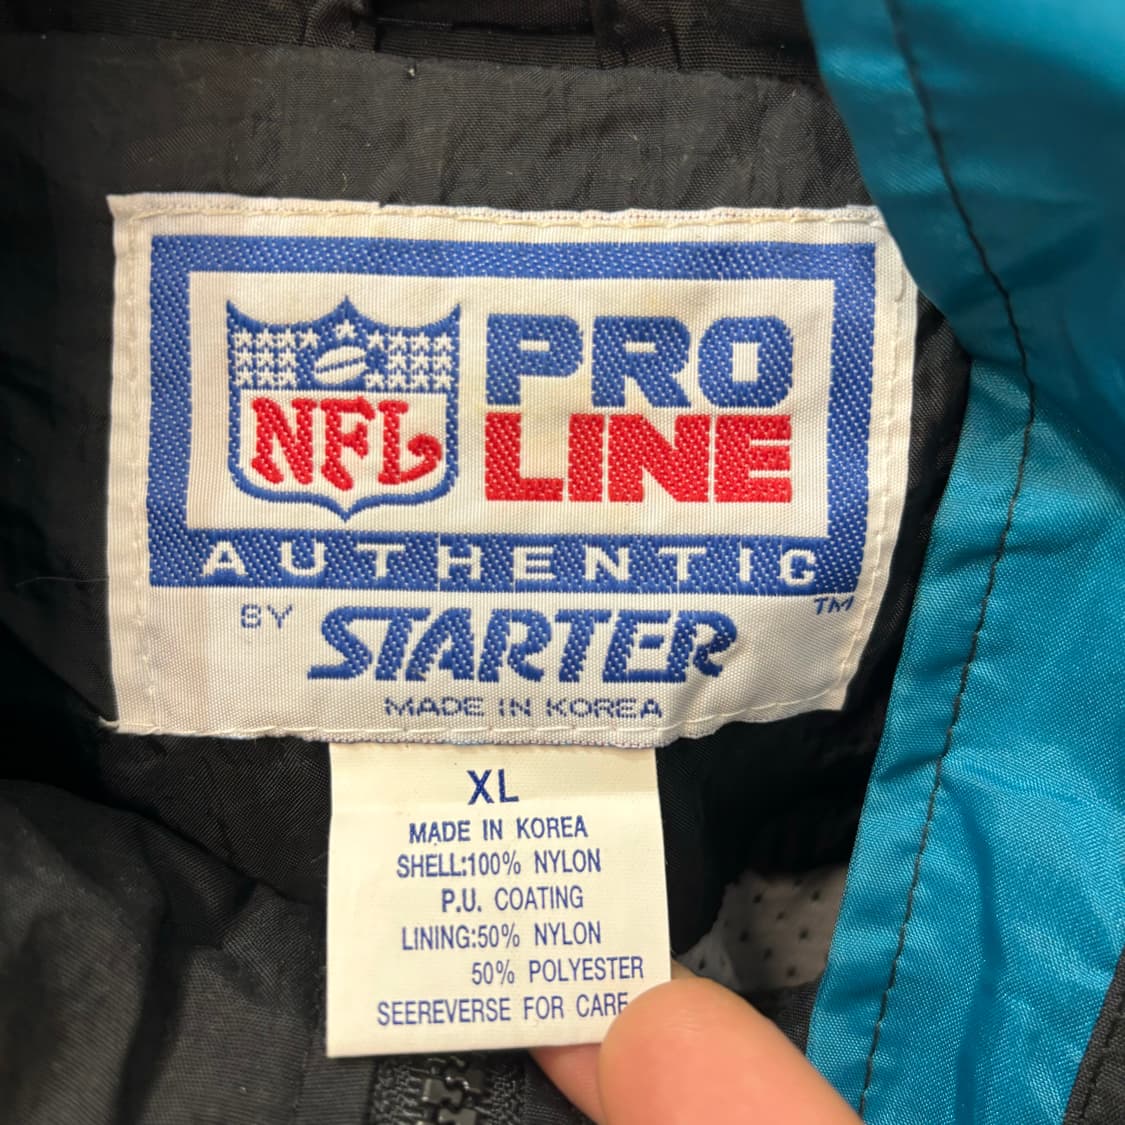 NFL
PRO
LINE
AUTHENTIC
BY STARTER TM
MADE IN KOREA
XL
MADE IN KOREA
SHELL:100% NYLON
P.U. COATING
LINING:50% NYLON
50% POLYESTER
SEEREVERSE FOR CARE